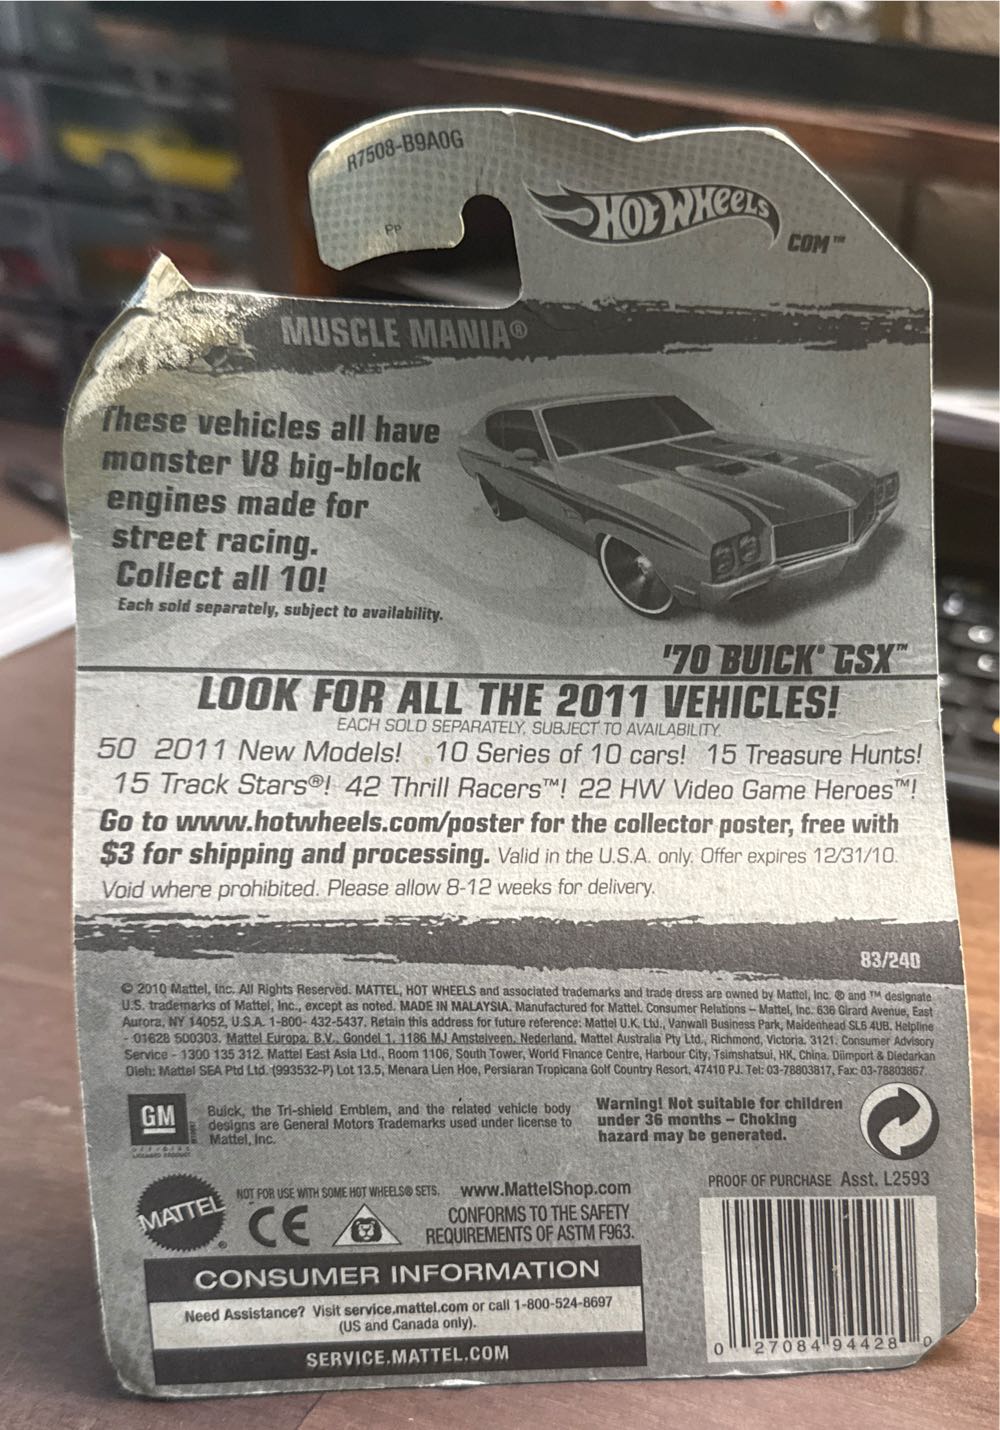 R7508-B9A0G
Pp
HOT WHEELS
COM™
MUSCLE MANIA®
These vehicles all have
monster V8 big-block
engines made for
street racing.
Collect all 10!
Each sold separately, subject to availability.
'70 BUICK® GSX™
LOOK FOR ALL THE 2011 VEHICLES!
EACH SOLD SEPARATELY, SUBJECT TO AVAILABILITY.
50 2011 New Models! 10 Series of 10 cars! 15 Treasure Hunts!
15 Track Stars®! 42 Thrill Racers™! 22 HW Video Game Heroes™!
Go to www.hotwheels.com/poster for the collector poster, free with
$3 for shipping and processing. Valid in the U.S.A. only. Offer expires 12/31/10.
Void where prohibited. Please allow 8-12 weeks for delivery.
83/240
© 2010 Mattel, Inc. All Rights Reserved. MATTEL, HOT WHEELS and associated trademarks and trade dress are owned by Mattel, Inc. ® and ™ designate
U.S. trademarks of Mattel, Inc., except as noted. MADE IN MALAYSIA. Manufactured for Mattel. Consumer Relations – Mattel, Inc. 636 Girard Avenue, East
Aurora, NY 14052, U.S.A. 1-800- 432-5437. Retain this address for future reference: Mattel U.K. Ltd., Vanwall Business Park, Maidenhead SL6 4UB. Helpline
- 01628 500303. Mattel Europa, B.V., Gondel 1, 1186 MJ Amstelveen, Nederland. Mattel Australia Pty Ltd., Richmond, Victoria. 3121. Consumer Advisory
Service - 1300 135 312. Mattel East Asia Ltd., Room 1106, South Tower, World Finance Centre, Harbour City, Tsimshatsui, HK, China. Diimport & Diedarkan
Oleh: Mattel SEA Ptd Ltd. (993532-P) Lot 13.5, Menara Lien Hoe, Persiaran Tropicana Golf Country Resort, 47410 PJ. Tel: 03-78803817, Fax: 03-78803867.
GM
OFFICIAL
LICENSED PRODUCT
Buick, the Tri-shield Emblem, and the related vehicle body
designs are General Motors Trademarks used under license to
Mattel, Inc.
Warning! Not suitable for children
under 36 months – Choking
hazard may be generated.
MATTEL®
NOT FOR USE WITH SOME HOT WHEELS® SETS. www.MattelShop.com
CE
CONFORMS TO THE SAFETY
REQUIREMENTS OF ASTM F963.
PROOF OF PURCHASE Asst. L2593
CONSUMER INFORMATION
Need Assistance? Visit service.mattel.com or call 1-800-524-8697
(US and Canada only).
SERVICE.MATTEL.COM
0 27084 94428 0